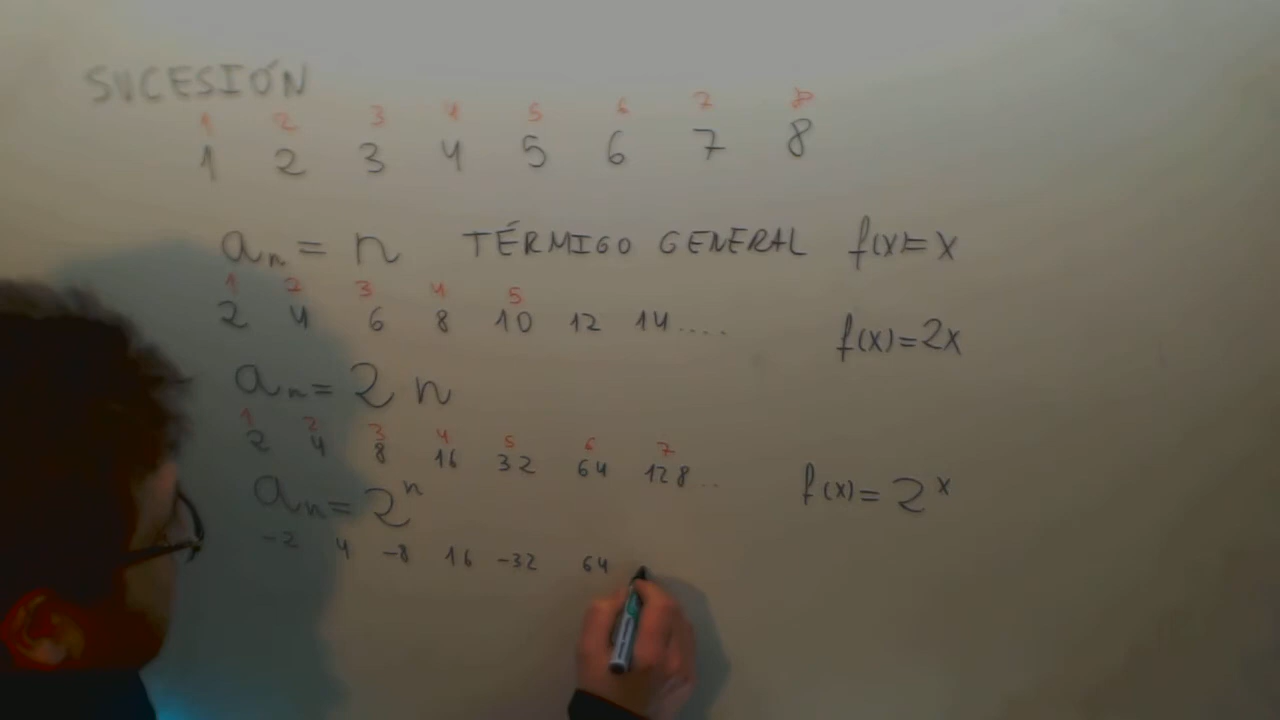 SUCESIÓN
1 2 3 4 5 6 7 8
1 2 3 4 5 6 7 8
aₙ = n TÉRMIGO GENERAL f(x)=x
1 2 3 4 5
2 4 6 8 10 12 14.... f(x)=2x
aₙ = 2n
1 2 3 4 5 6 7
2 4 8 16 32 64 128... f(x)=2ˣ
aₙ = 2ⁿ
-2 4 -8 16 -32 64